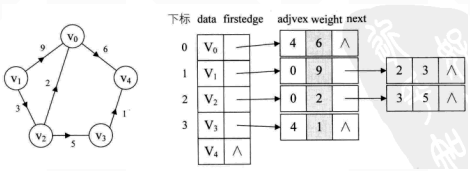 下标 data firstedge adjvex weight next
V₀
9
6
V₁
2
V₄
3
1
V₂
5
V₃
0 V₀ 4 6 ∧
1 V₁ 0 9 2 3 ∧
2 V₂ 0 2 3 5 ∧
3 V₃ 4 1 ∧
V₄ ∧